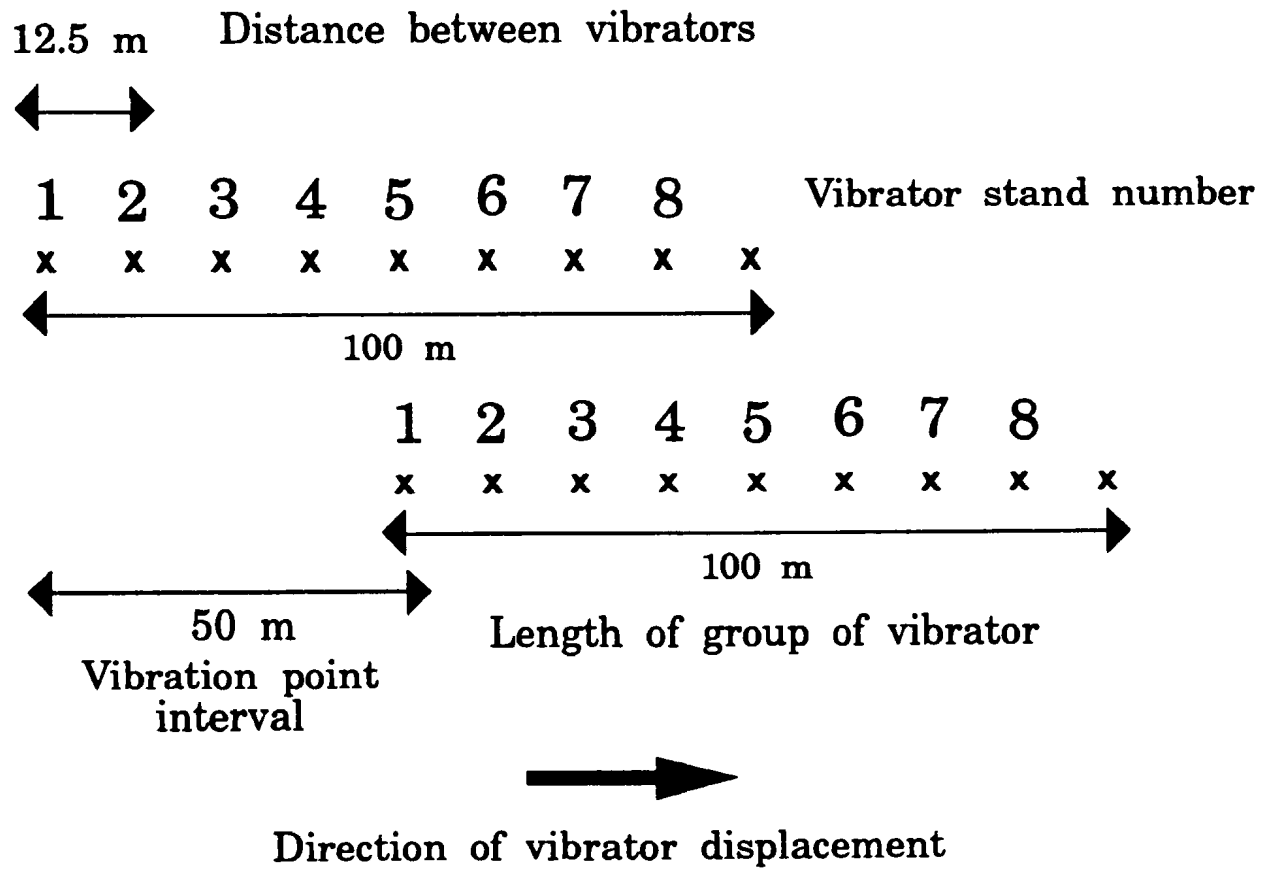 12.5 m Distance between vibrators
1 2 3 4 5 6 7 8 Vibrator stand number
x x x x x x x x x
100 m
1 2 3 4 5 6 7 8
x x x x x x x x x
100 m
50 m Length of group of vibrator
Vibration point
interval
Direction of vibrator displacement